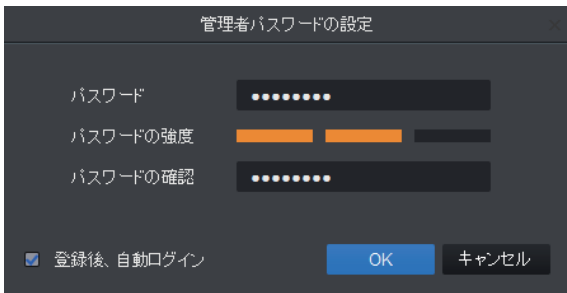 管理者パスワードの設定
パスワード ●●●●●●●●
パスワードの強度
パスワードの確認 ●●●●●●●●
登録後、自動ログイン OK キャンセル